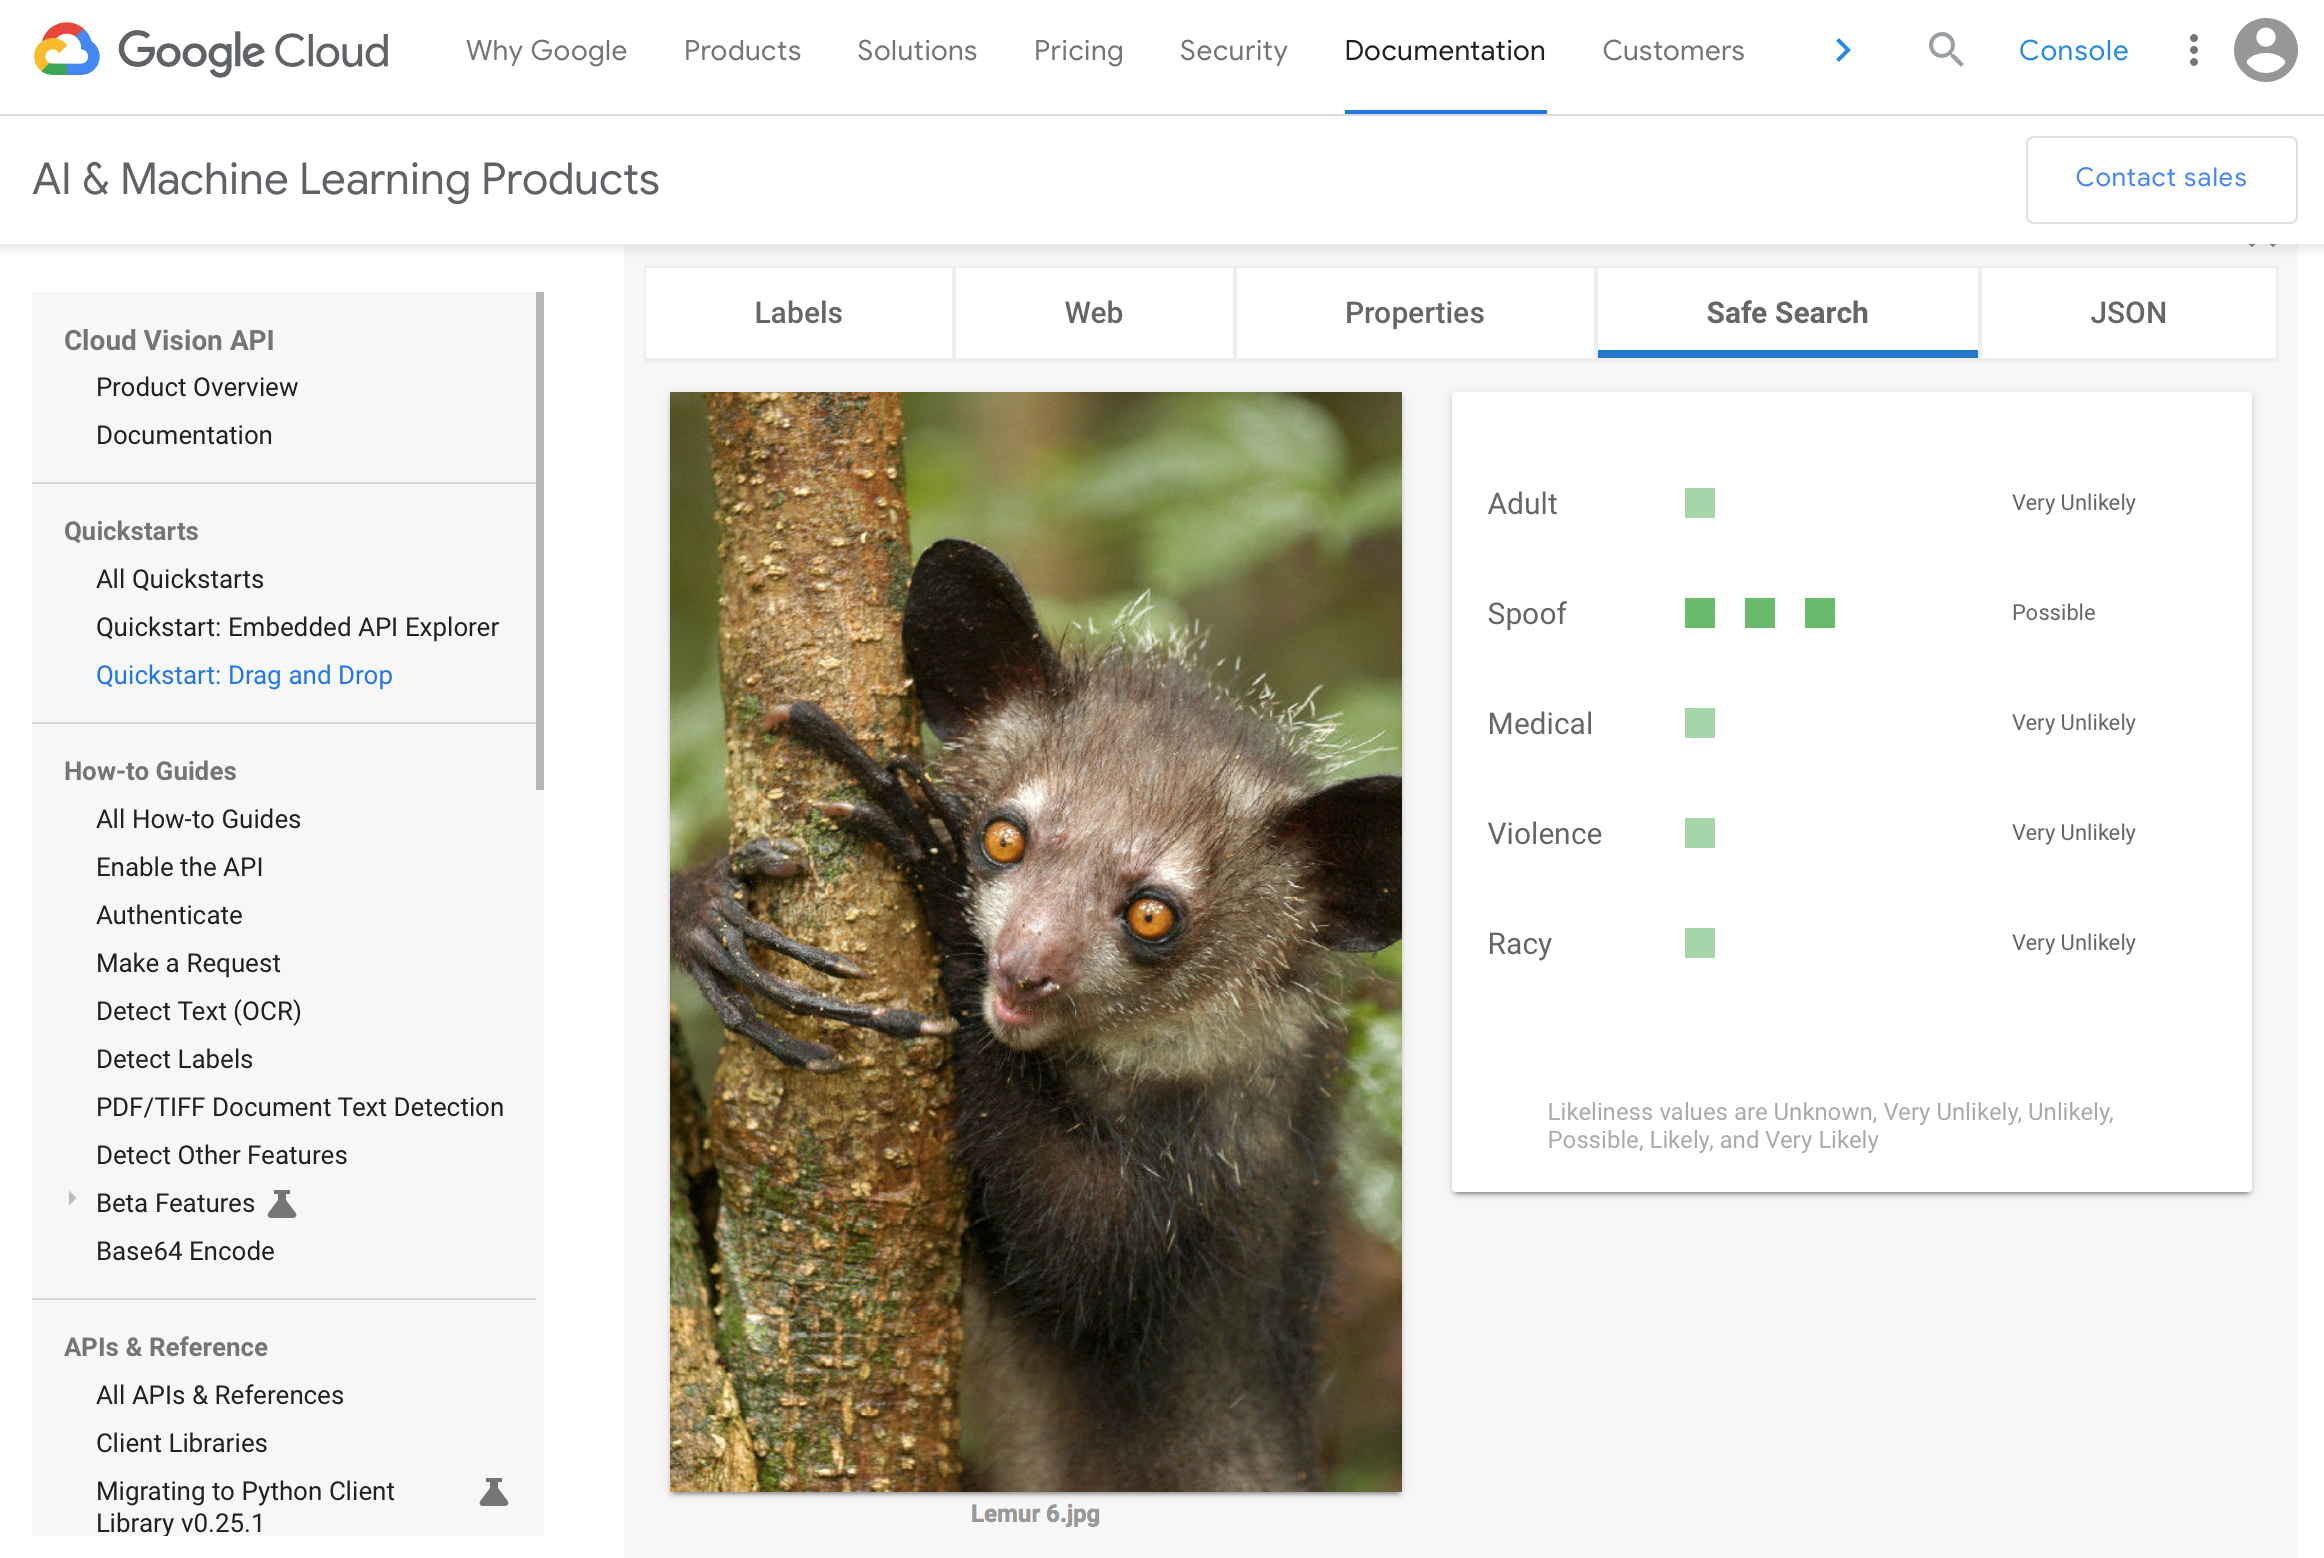 Google Cloud
Why Google
Products
Solutions
Pricing
Security
Documentation
Customers
Console
AI & Machine Learning Products
Contact sales
Cloud Vision API
Product Overview
Documentation
Quickstarts
All Quickstarts
Quickstart: Embedded API Explorer
Quickstart: Drag and Drop
How-to Guides
All How-to Guides
Enable the API
Authenticate
Make a Request
Detect Text (OCR)
Detect Labels
PDF/TIFF Document Text Detection
Detect Other Features
Beta Features
Base64 Encode
APIs & Reference
All APIs & References
Client Libraries
Migrating to Python Client
Library v0.25.1
Labels
Web
Properties
Safe Search
JSON
Lemur 6.jpg
Adult Very Unlikely
Spoof Possible
Medical Very Unlikely
Violence Very Unlikely
Racy Very Unlikely
Likeliness values are Unknown, Very Unlikely, Unlikely,
Possible, Likely, and Very Likely